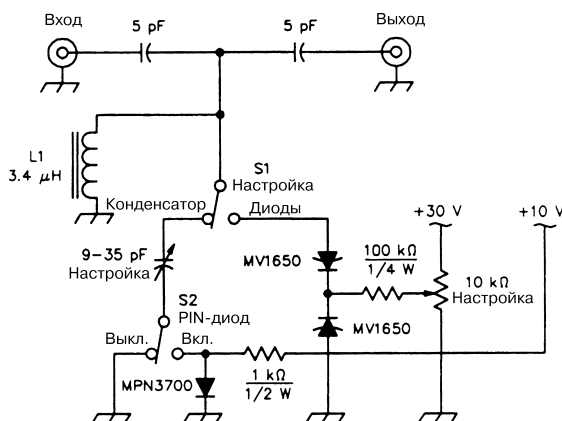 Вход
5 pF
5 pF
Выход
L1
3.4 μH
S1
Настройка
Конденсатор
Диоды
+30 V
+10 V
9–35 pF
Настройка
MV1650
100 kΩ
1/4 W
10 kΩ
Настройка
S2
PIN-диод
MV1650
Выкл.
Вкл.
MPN3700
1 kΩ
1/2 W